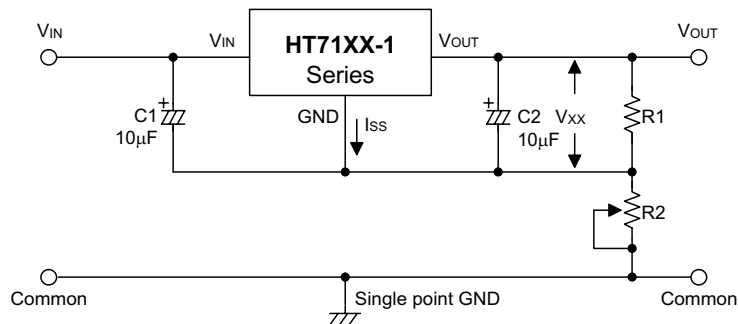 VIN
VIN
HT71XX-1
Series
VOUT
VOUT
GND
ISS
C1
10μF
C2
10μF
VXX
R1
R2
Common
Single point GND
Common
+
+